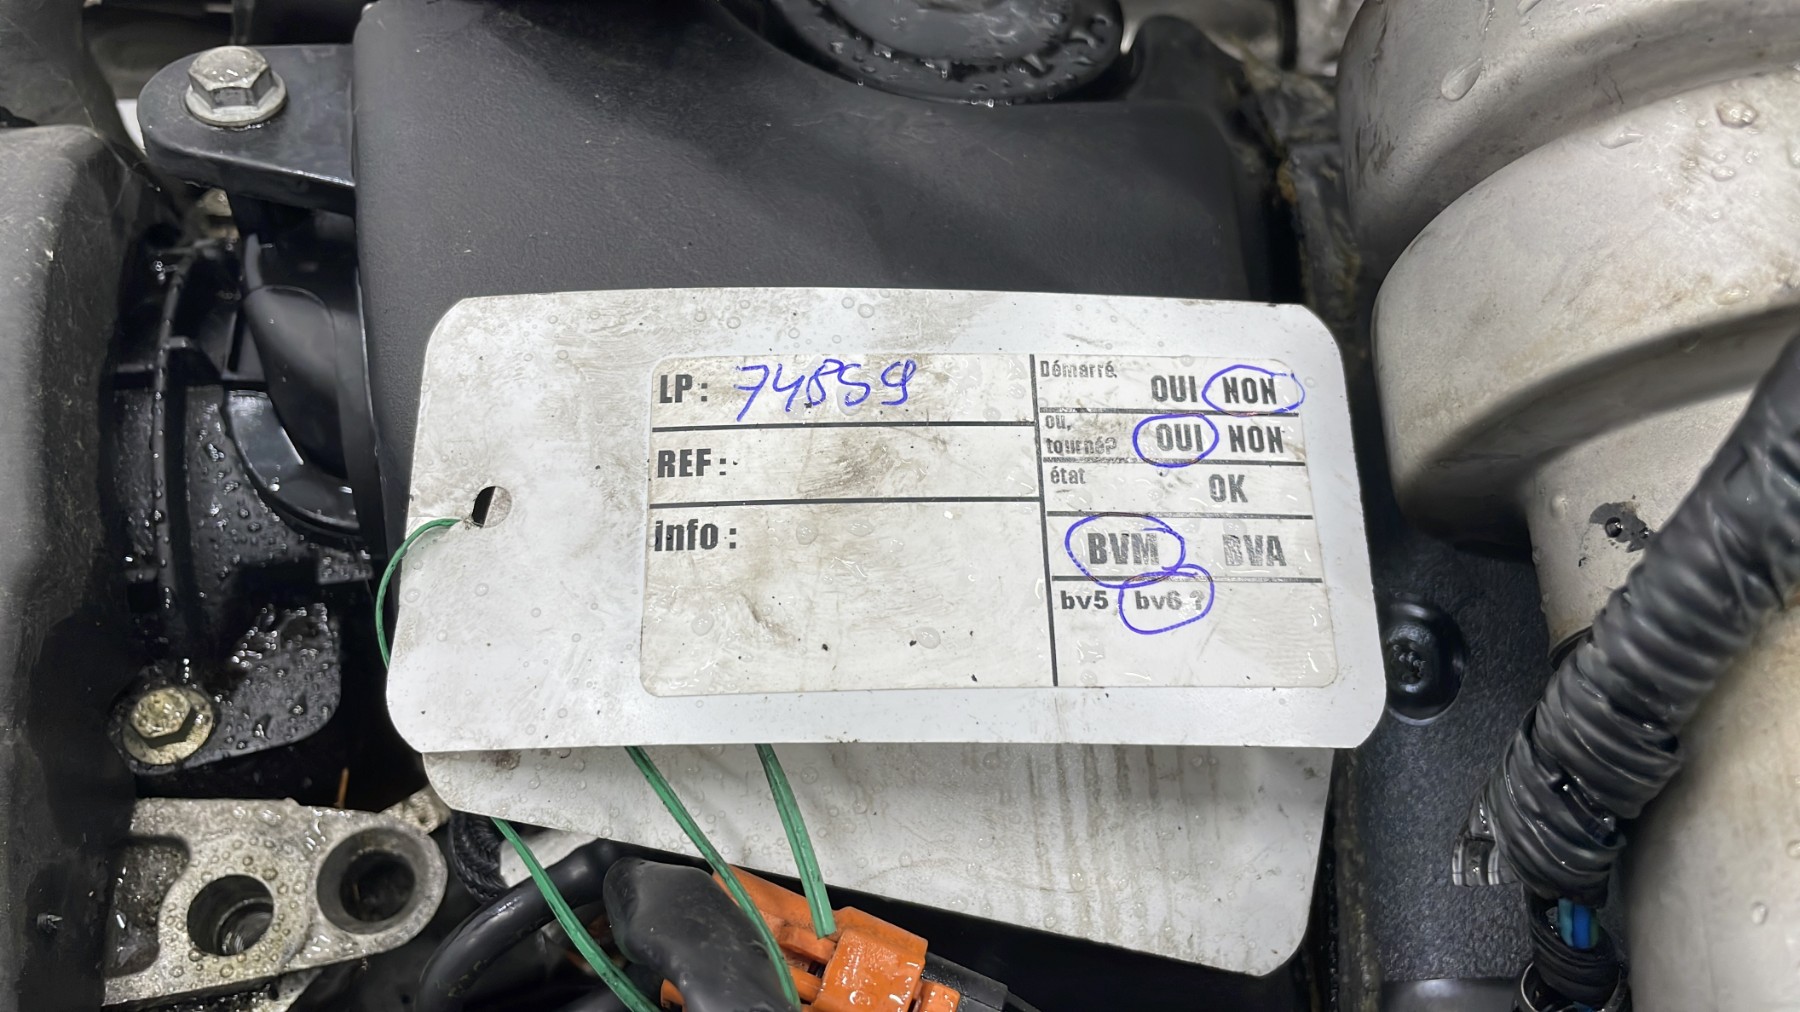 LP : 74859
REF :
Info :
Démarré.
OUI NON
ou,
tourné?
OUI NON
état
OK
BVM BVA
bv5 bv6 ?